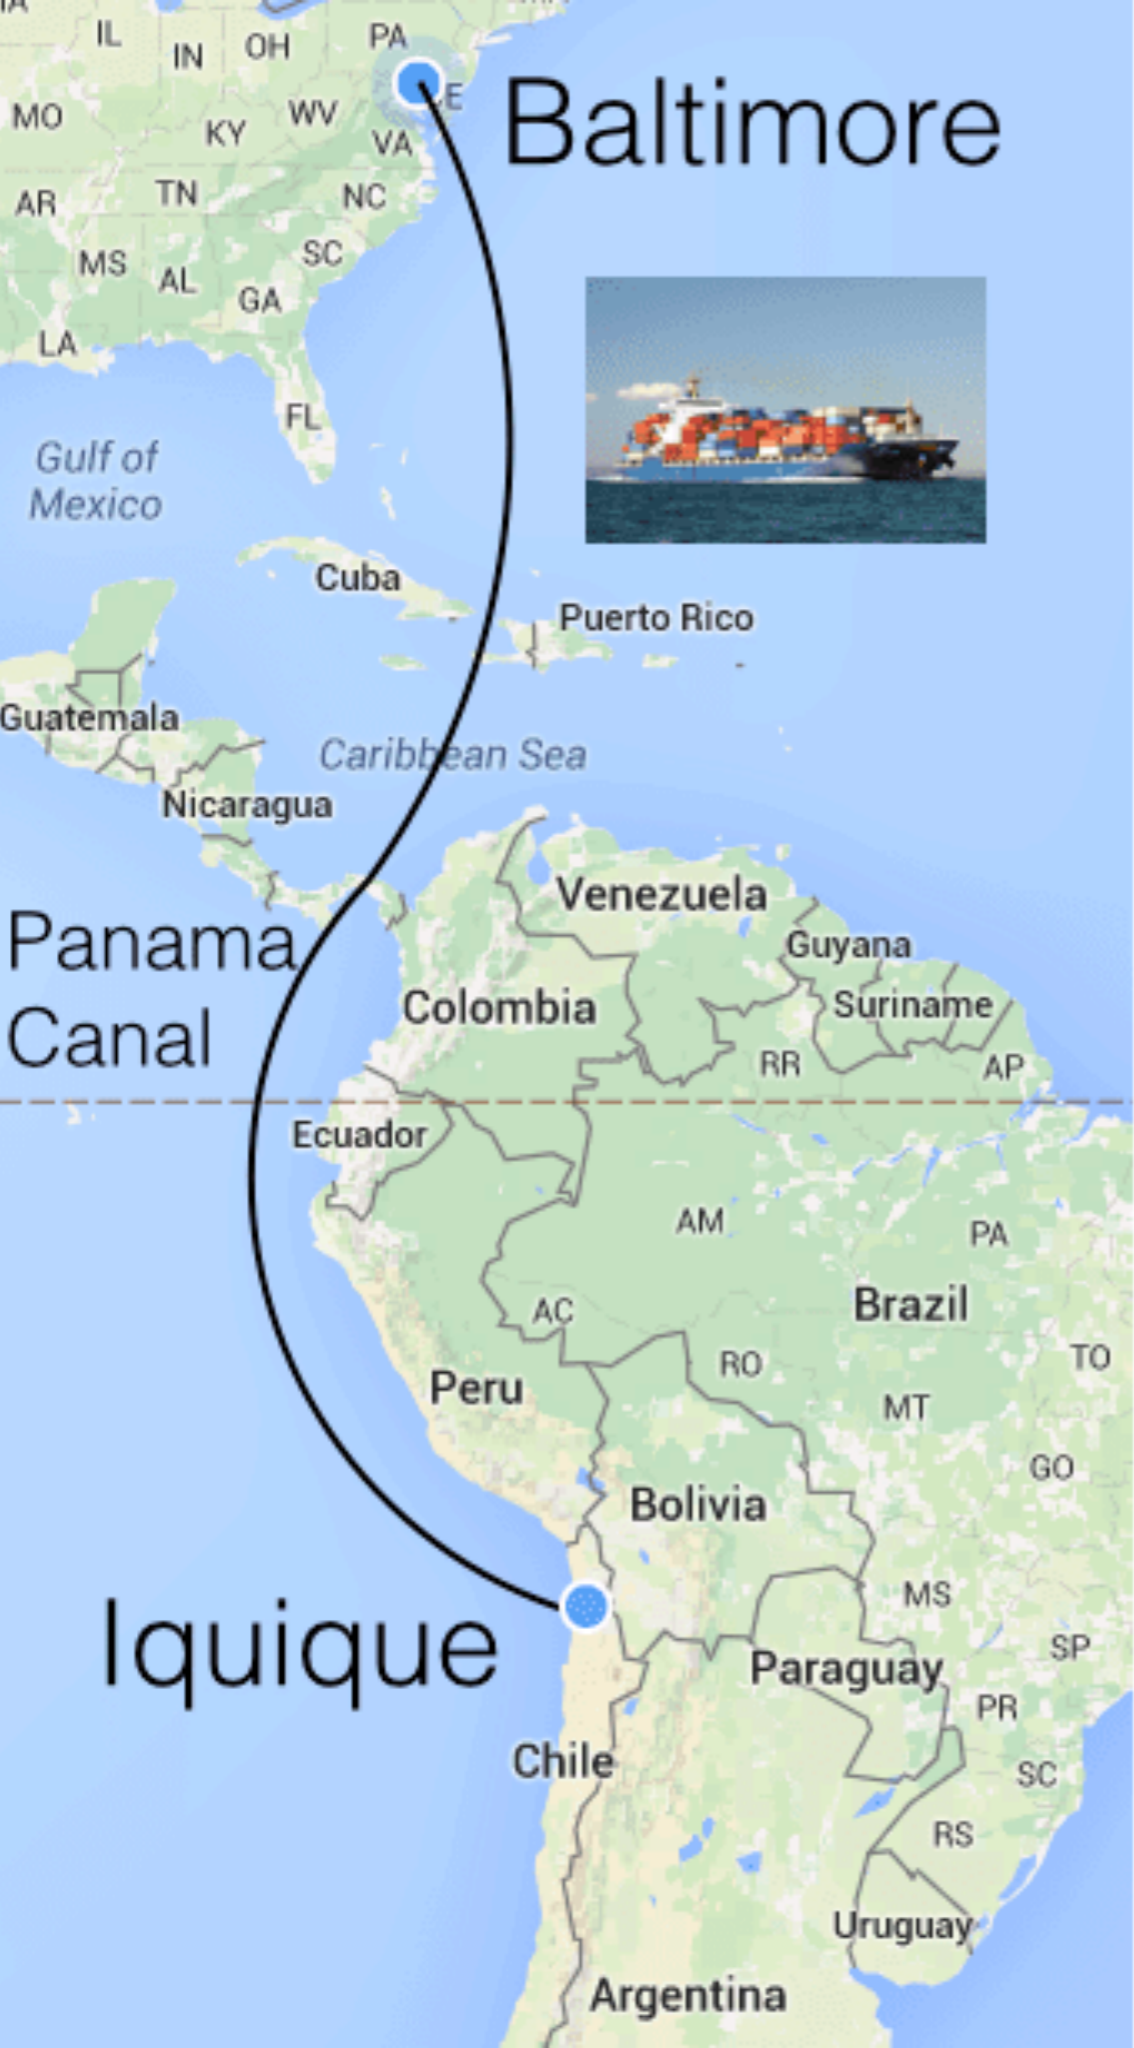 IL
IN
OH
PA
MO
KY
WV
VA
E
Baltimore
AR
TN
NC
MS
AL
GA
SC
LA
FL
Gulf of
Mexico
Cuba
Puerto Rico
Guatemala
Caribbean Sea
Nicaragua
Venezuela
Panama
Canal
Guyana
Colombia
Suriname
RR
AP
Ecuador
AM
PA
AC
Brazil
Peru
RO
TO
MT
GO
Bolivia
MS
Iquique
SP
Paraguay
PR
Chile
SC
RS
Uruguay
Argentina